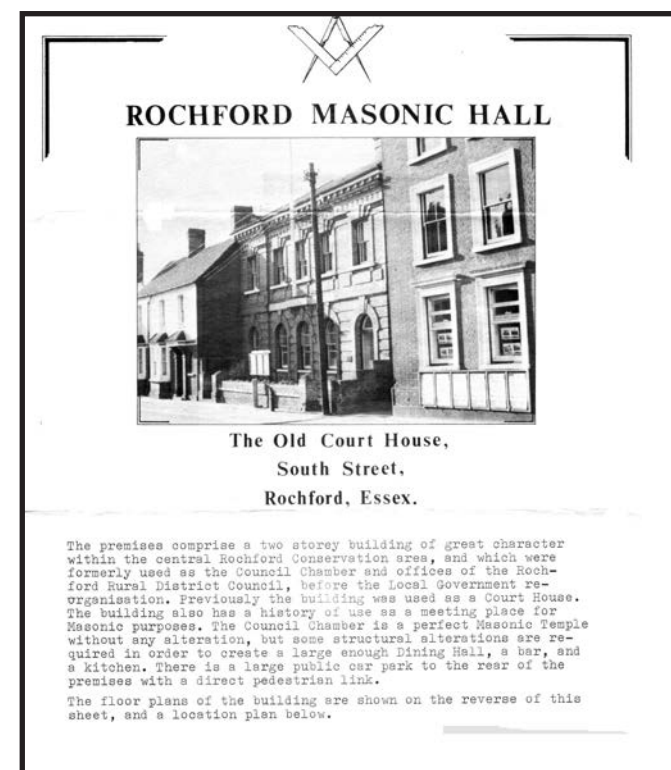 ROCHFORD MASONIC HALL
The Old Court House,
South Street,
Rochford, Essex.
The premises comprise a two storey building of great character
within the central Rochford Conservation area, and which were
formerly used as the Council Chamber and offices of the Roch-
ford Rural District Council, before the Local Government re-
organisation. Previously the building was used as a Court House.
The building also has a history of use as a meeting place for
Masonic purposes. The Council Chamber is a perfect Masonic Temple
without any alteration, but some structural alterations are re-
quired in order to create a large enough Dining Hall, a bar, and
a kitchen. There is a large public car park to the rear of the
premises with a direct pedestrian link.
The floor plans of the building are shown on the reverse of this
sheet, and a location plan below.